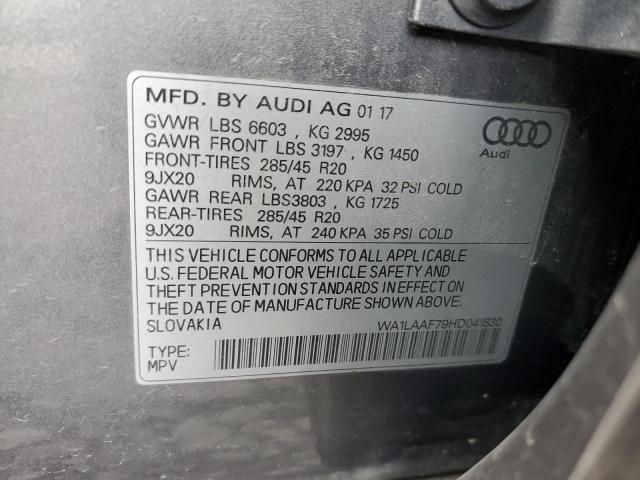 MFD. BY AUDI AG 01 17
GVWR LBS 6603 , KG 2995
GAWR FRONT LBS 3197 , KG 1450
FRONT-TIRES 285/45 R20
9JX20 RIMS, AT 220 KPA 32 PSI COLD
GAWR REAR LBS3803 , KG 1725
REAR-TIRES 285/45 R20
9JX20 RIMS, AT 240 KPA 35 PSI COLD
Audi
THIS VEHICLE CONFORMS TO ALL APPLICABLE
U.S. FEDERAL MOTOR VEHICLE SAFETY AND
THEFT PREVENTION STANDARDS IN EFFECT ON
THE DATE OF MANUFACTURE SHOWN ABOVE
SLOVAKIA WA1LAAF79HD041830
TYPE:
MPV